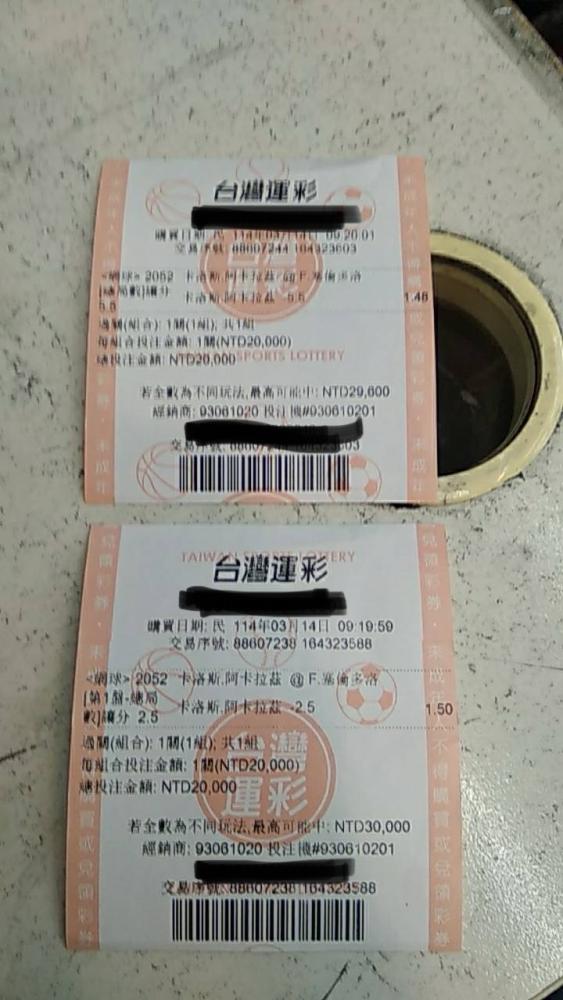 台灣運彩
購買日期: 民 114年03月14日 09:20:01
交易序號: 88607244 164323603
<網球> 2052 卡洛斯.阿卡拉茲 @ F.塞倫多洛
[總局數]讓分 卡洛斯.阿卡拉茲 -5.5 1.48
5.5
過關(組合): 1關(1組); 共1組
每組合投注金額: 1關(NTD20,000)
總投注金額: NTD20,000
SPORTS LOTTERY
若全數為不同玩法,最高可能中: NTD29,600
經銷商: 93061020 投注機#930610201
交易序號:
TAIWAN SPORTS LOTTERY
台灣運彩
購買日期: 民 114年03月14日 09:19:59
交易序號: 88607238 164323588
<網球> 2052 卡洛斯.阿卡拉茲 @ F.塞倫多洛
[第1盤-總局 卡洛斯.阿卡拉茲 -2.5 1.50
數]讓分 2.5
過關(組合): 1關(1組); 共1組
每組合投注金額: 1關(NTD20,000)
總投注金額: NTD20,000
台灣運彩
若全數為不同玩法,最高可能中: NTD30,000
經銷商: 93061020 投注機#930610201
交易序號: 88607238 164323588